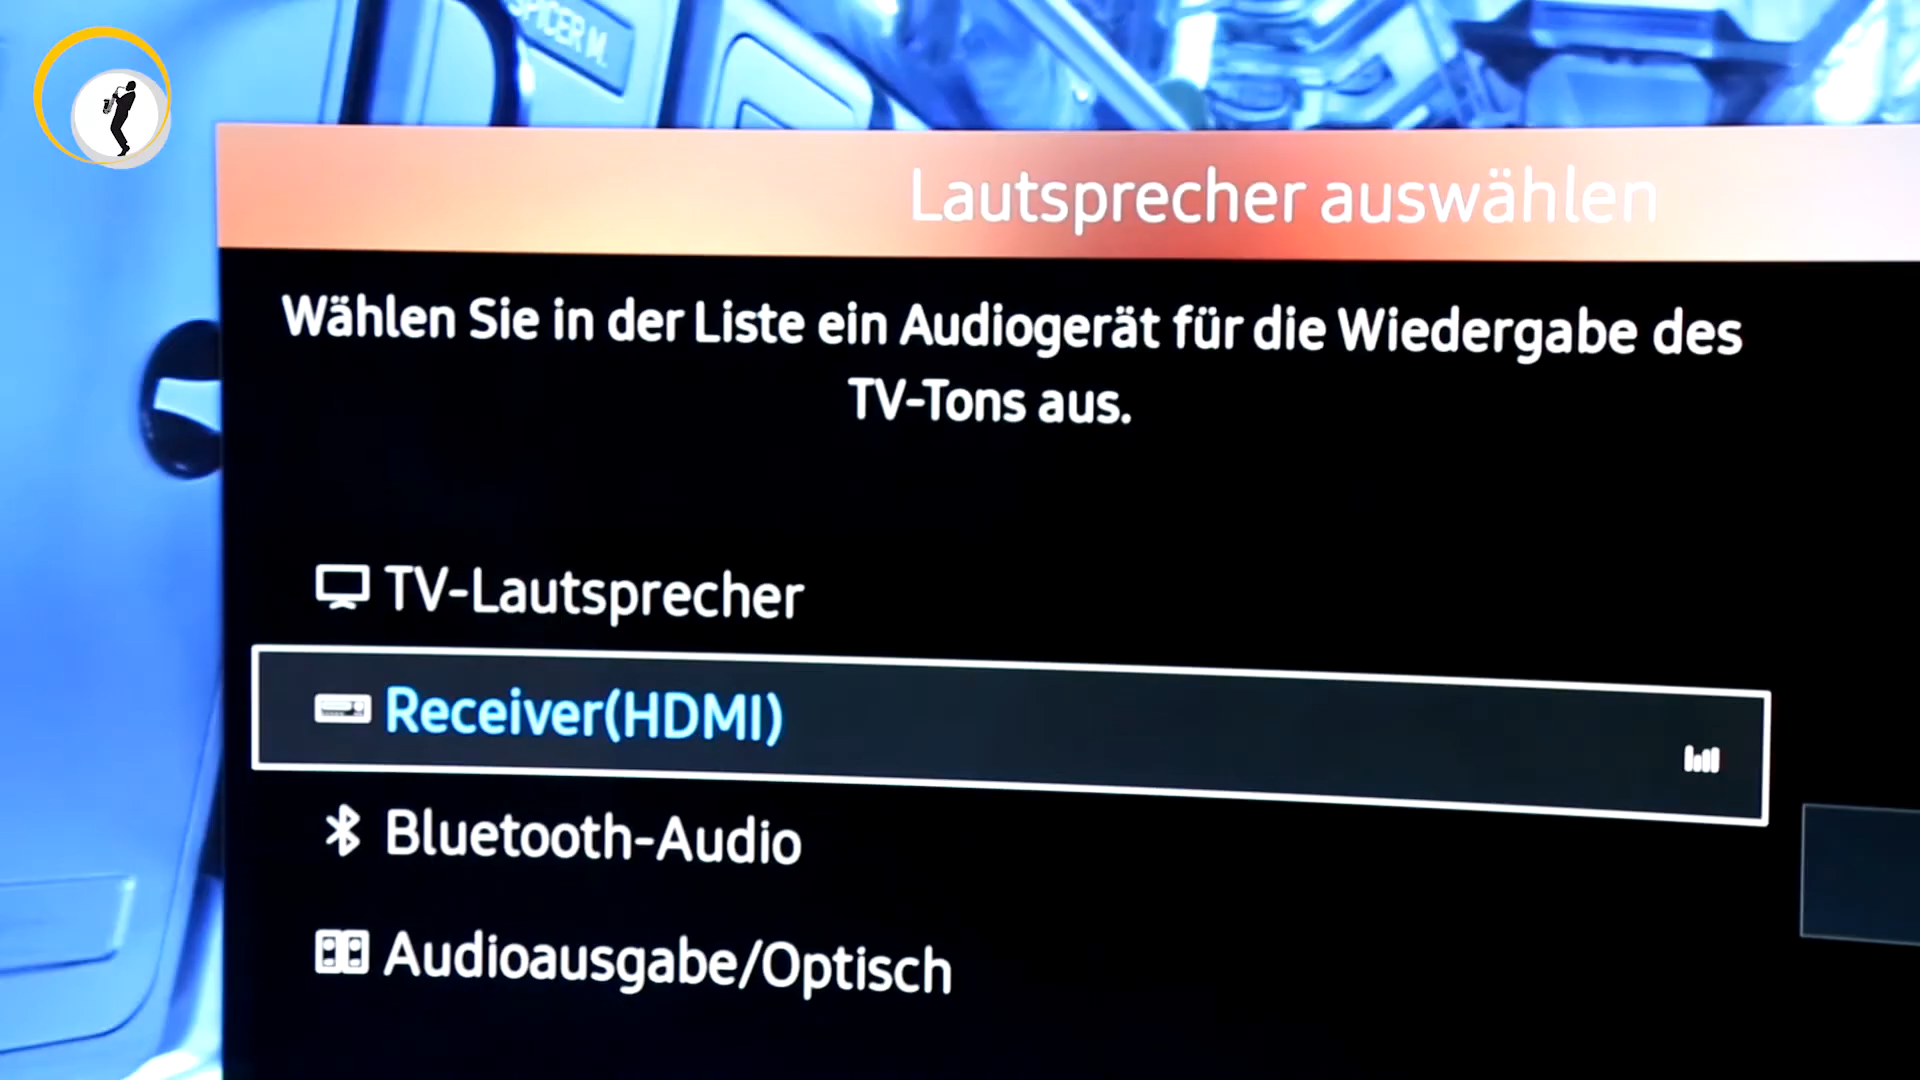 SPICER M.
Lautsprecher auswählen
Wählen Sie in der Liste ein Audiogerät für die Wiedergabe des
TV-Tons aus.
TV-Lautsprecher
Receiver(HDMI)
Bluetooth-Audio
Audioausgabe/Optisch